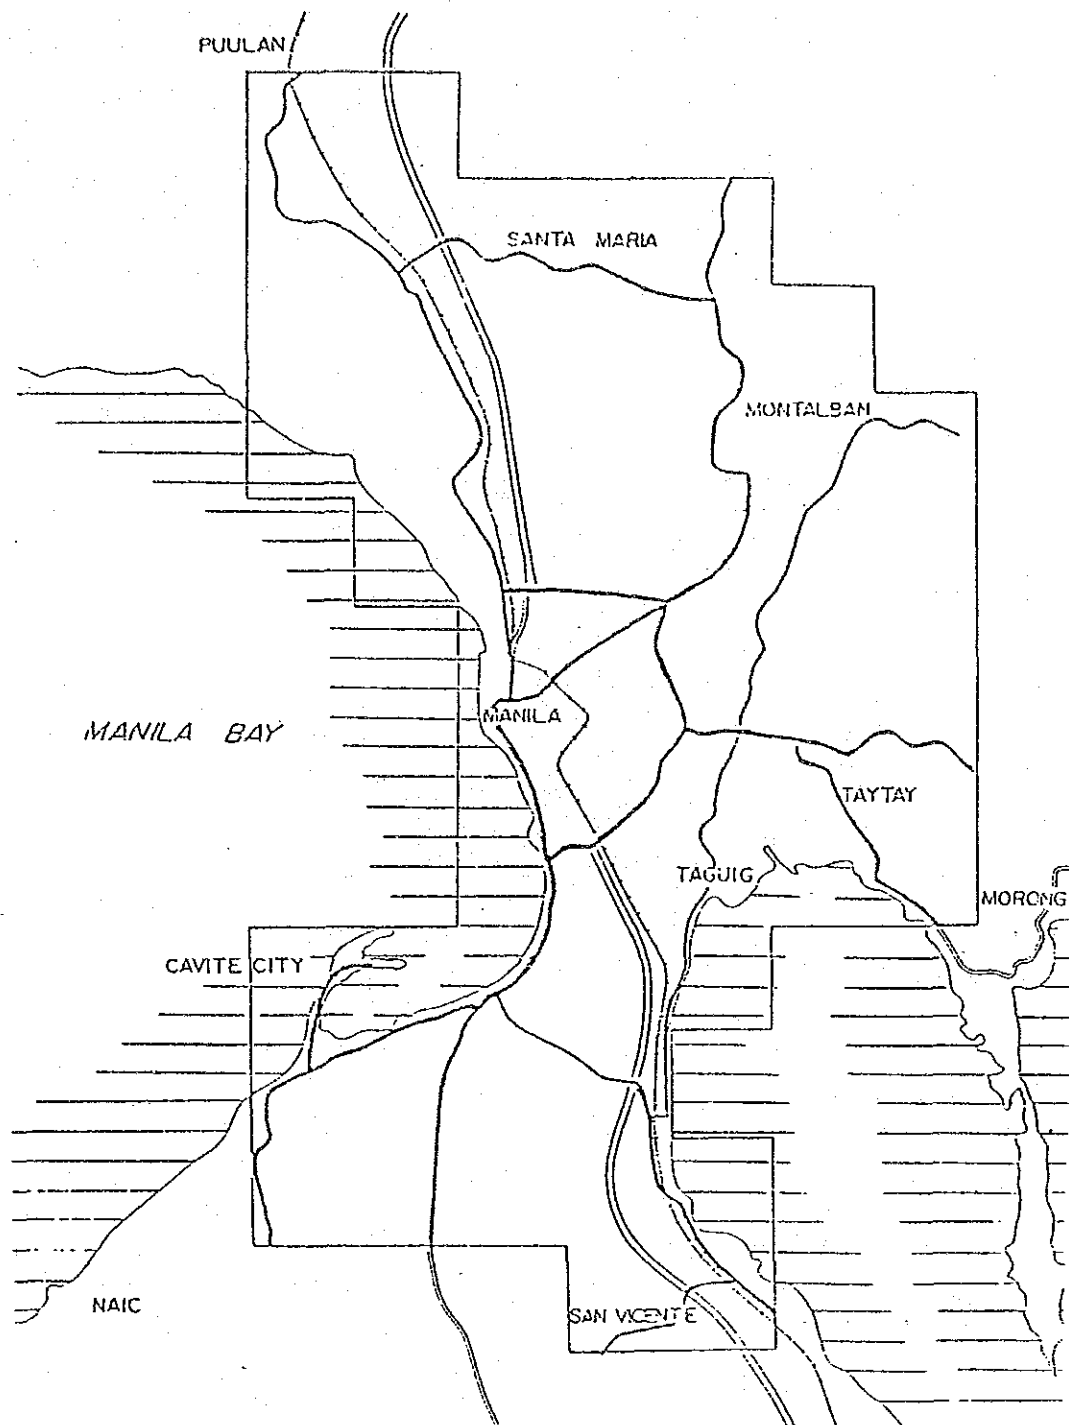 PUULAN
SANTA MARIA
MONTALBAN
MANILA
MANILA BAY
TAYTAY
TAGUIG
MORONG
CAVITE CITY
NAIC
SAN VICENTE